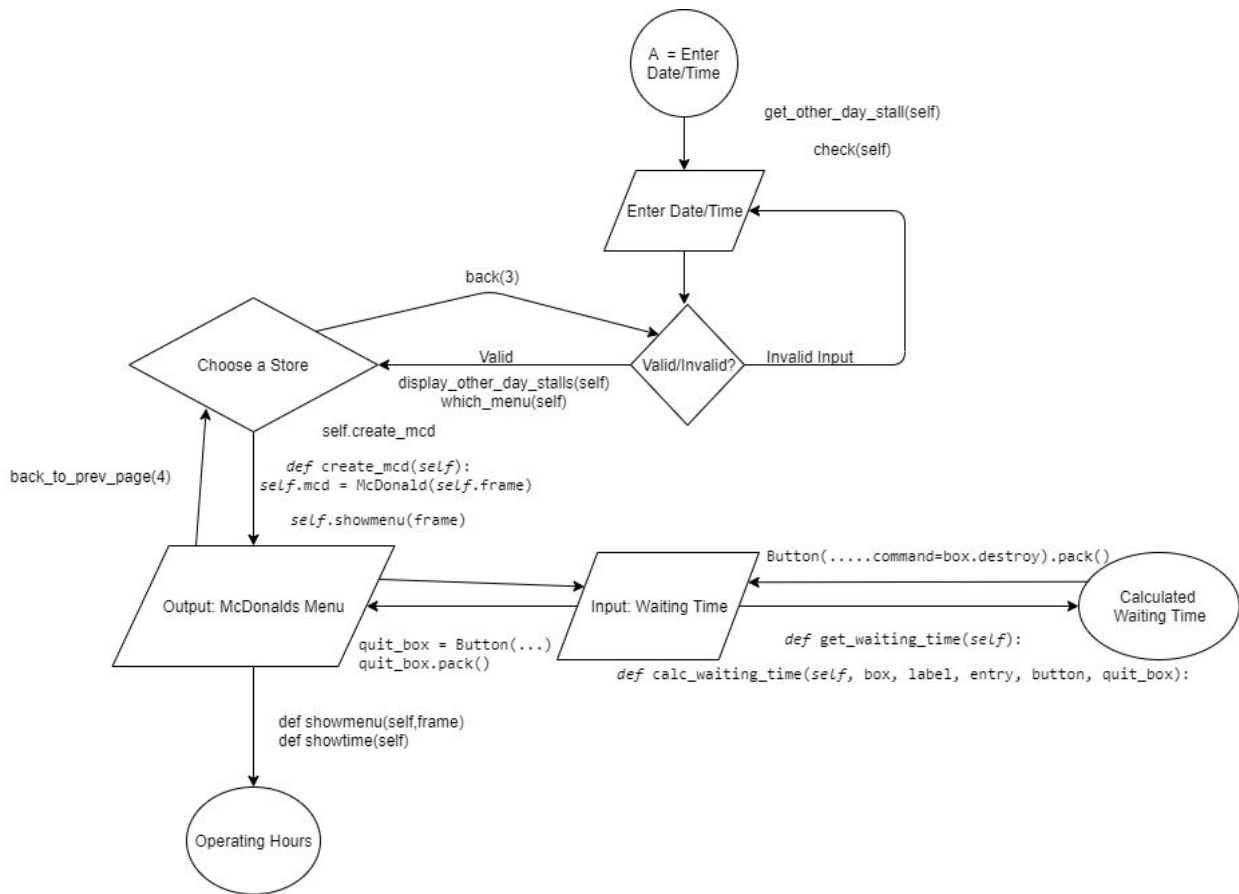 A = Enter
Date/Time
get_other_day_stall(self)
check(self)
Enter Date/Time
back(3)
Choose a Store
Valid
Valid/Invalid?
Invalid Input
display_other_day_stalls(self)
which_menu(self)
self.create_mcd
back_to_prev_page(4)
def create_mcd(self):
self.mcd = McDonald(self.frame)
self.showmenu(frame)
Button(.....command=box.destroy).pack()
Output: McDonalds Menu
Input: Waiting Time
Calculated
Waiting Time
quit_box = Button(...)
quit_box.pack()
def get_waiting_time(self):
def calc_waiting_time(self, box, label, entry, button, quit_box):
def showmenu(self,frame)
def showtime(self)
Operating Hours